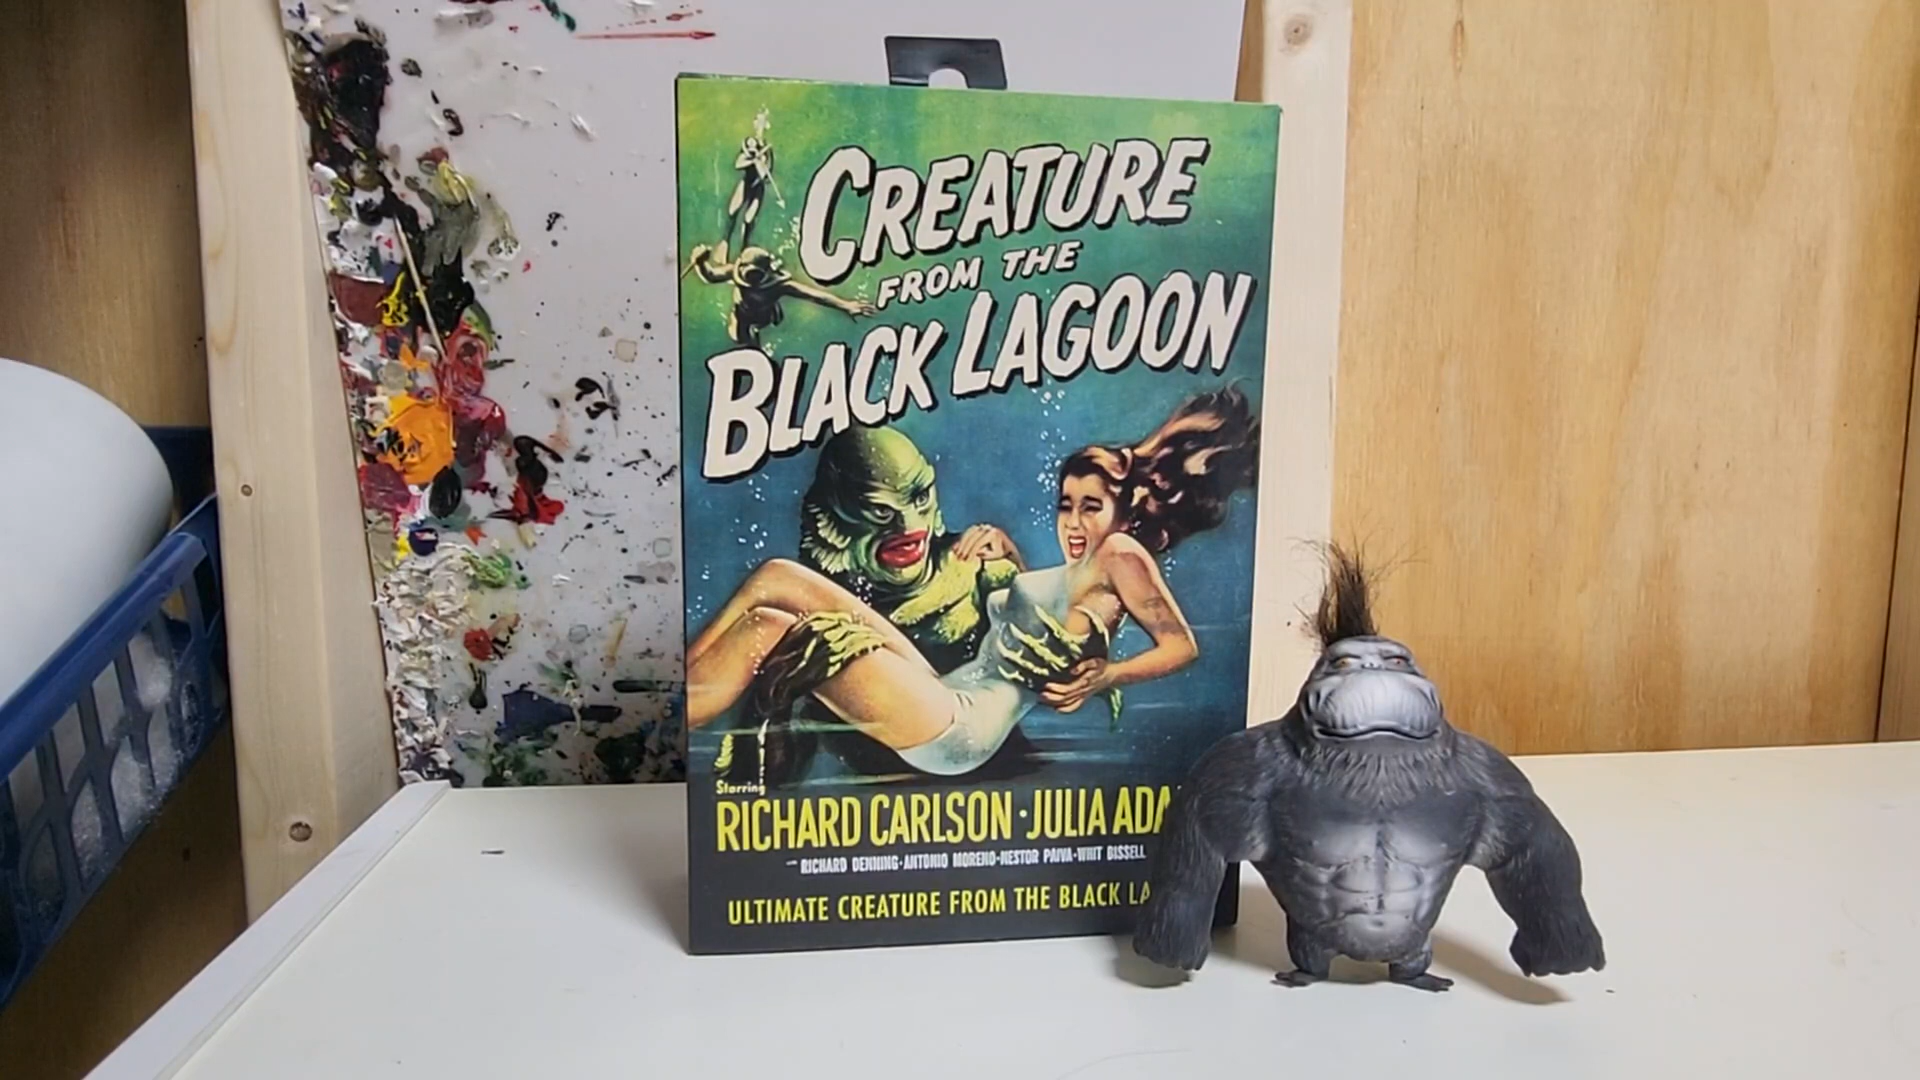 CREATURE
FROM THE
BLACK LAGOON
Starring
RICHARD CARLSON · JULIA ADA
RICHARD DENNING · ANTONIO MORENO · NESTOR PAIVA · WHIT BISSELL
ULTIMATE CREATURE FROM THE BLACK LA